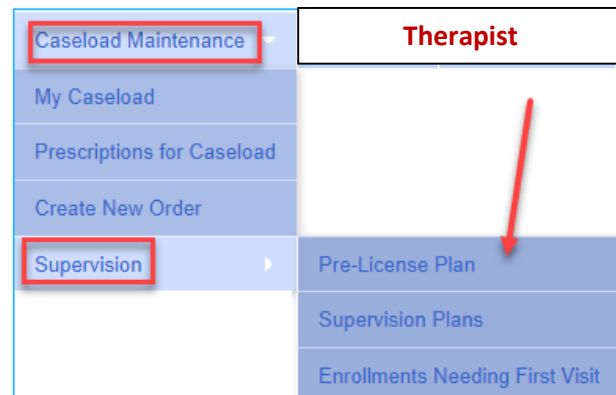 Caseload Maintenance
Therapist
My Caseload
Prescriptions for Caseload
Create New Order
Supervision
Pre-License Plan
Supervision Plans
Enrollments Needing First Visit